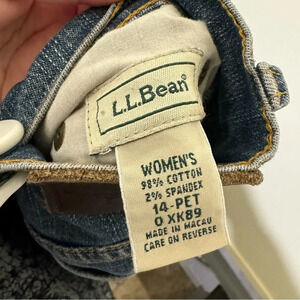 L.L.Bean
WOMEN'S
98% COTTON
2% SPANDEX
14-PET
0 XK89
MADE IN MACAU
CARE ON REVERSE